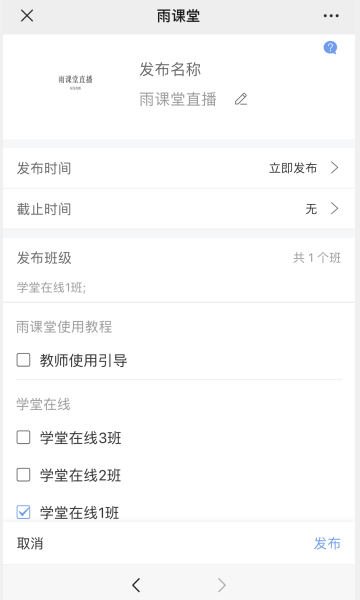 雨课堂
雨课堂直播
发布名称
雨课堂直播
发布时间
立即发布
截止时间
无
发布班级
共 1 个班
学堂在线1班;
雨课堂使用教程
教师使用引导
学堂在线
学堂在线3班
学堂在线2班
学堂在线1班
取消
发布